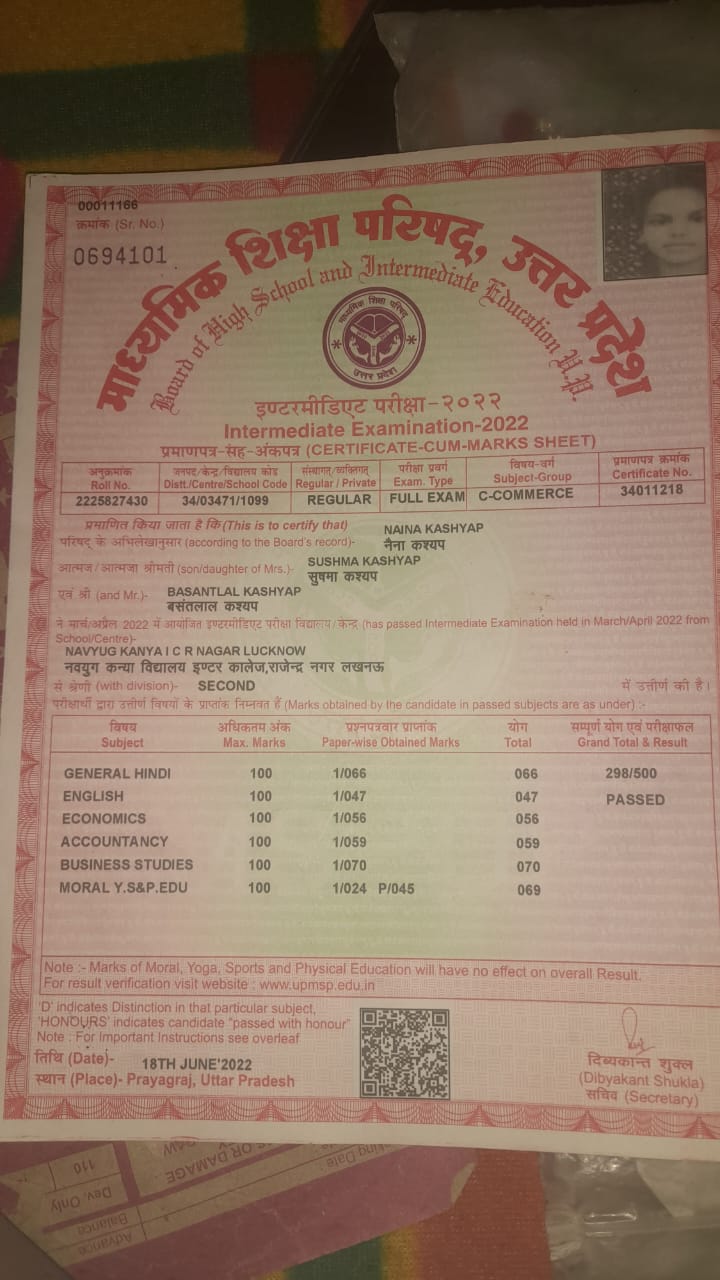 00011166
क्रमांक (Sr. No.)
0694101
माध्यमिक शिक्षा परिषद्, उत्तर प्रदेश
Board of High School and Intermediate Education U.P.
माध्यमिक शिक्षा परिषद्
उत्तर प्रदेश
इण्टरमीडिएट परीक्षा-२०२२
Intermediate Examination-2022
प्रमाणपत्र-सह-अंकपत्र (CERTIFICATE-CUM-MARKS SHEET)
अनुक्रमांक जनपद/केन्द्र/विद्यालय कोड संस्थागत/व्यक्तिगत परीक्षा प्रवर्ग विषय-वर्ग प्रमाणपत्र क्रमांक
Roll No. Distt./Centre/School Code Regular / Private Exam. Type Subject-Group Certificate No.
2225827430 34/03471/1099 REGULAR FULL EXAM C-COMMERCE 34011218
प्रमाणित किया जाता है कि (This is to certify that) NAINA KASHYAP
परिषद् के अभिलेखानुसार (according to the Board's record)- नैना कश्यप
आत्मज/आत्मजा श्रीमती (son/daughter of Mrs.)- SUSHMA KASHYAP
सुषमा कश्यप
एवं श्री (and Mr.)- BASANTLAL KASHYAP
बसंतलाल कश्यप
ने मार्च/अप्रैल 2022 में आयोजित इण्टरमीडिएट परीक्षा विद्यालय/केन्द्र (has passed Intermediate Examination held in March/April 2022 from
School/Centre)-
NAVYUG KANYA I C R NAGAR LUCKNOW
नवयुग कन्या विद्यालय इण्टर कालेज,राजेन्द्र नगर लखनऊ
से श्रेणी (with division)- SECOND में उत्तीर्ण की है।
परीक्षार्थी द्वारा उत्तीर्ण विषयों के प्राप्तांक निम्नवत हैं (Marks obtained by the candidate in passed subjects are as under) :-
विषय अधिकतम अंक प्रश्नपत्रवार प्राप्तांक योग सम्पूर्ण योग एवं परीक्षाफल
Subject Max. Marks Paper-wise Obtained Marks Total Grand Total & Result
GENERAL HINDI 100 1/066 066 298/500
ENGLISH 100 1/047 047 PASSED
ECONOMICS 100 1/056 056
ACCOUNTANCY 100 1/059 059
BUSINESS STUDIES 100 1/070 070
MORAL Y.S&P.EDU 100 1/024 P/045 069
Note :- Marks of Moral, Yoga, Sports and Physical Education will have no effect on overall Result.
For result verification visit website : www.upmsp.edu.in
'D' indicates Distinction in that particular subject,
'HONOURS' indicates candidate "passed with honour"
Note : For Important Instructions see overleaf
तिथि (Date)- 18TH JUNE'2022
स्थान (Place)- Prayagraj, Uttar Pradesh
दिब्यकान्त शुक्ल
(Dibyakant Shukla)
सचिव (Secretary)
OR DAMAGE
Date:
110
Dev. Only
Balance
Advance